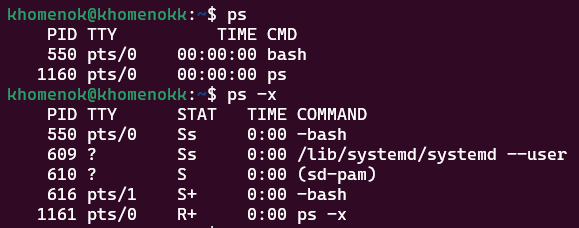 khomenok@khomenokk:~$ ps
    PID TTY          TIME CMD
    550 pts/0    00:00:00 bash
   1160 pts/0    00:00:00 ps
khomenok@khomenokk:~$ ps -x
    PID TTY      STAT   TIME COMMAND
    550 pts/0    Ss     0:00 -bash
    609 ?        Ss     0:00 /lib/systemd/systemd --user
    610 ?        S      0:00 (sd-pam)
    616 pts/1    S+     0:00 -bash
   1161 pts/0    R+     0:00 ps -x